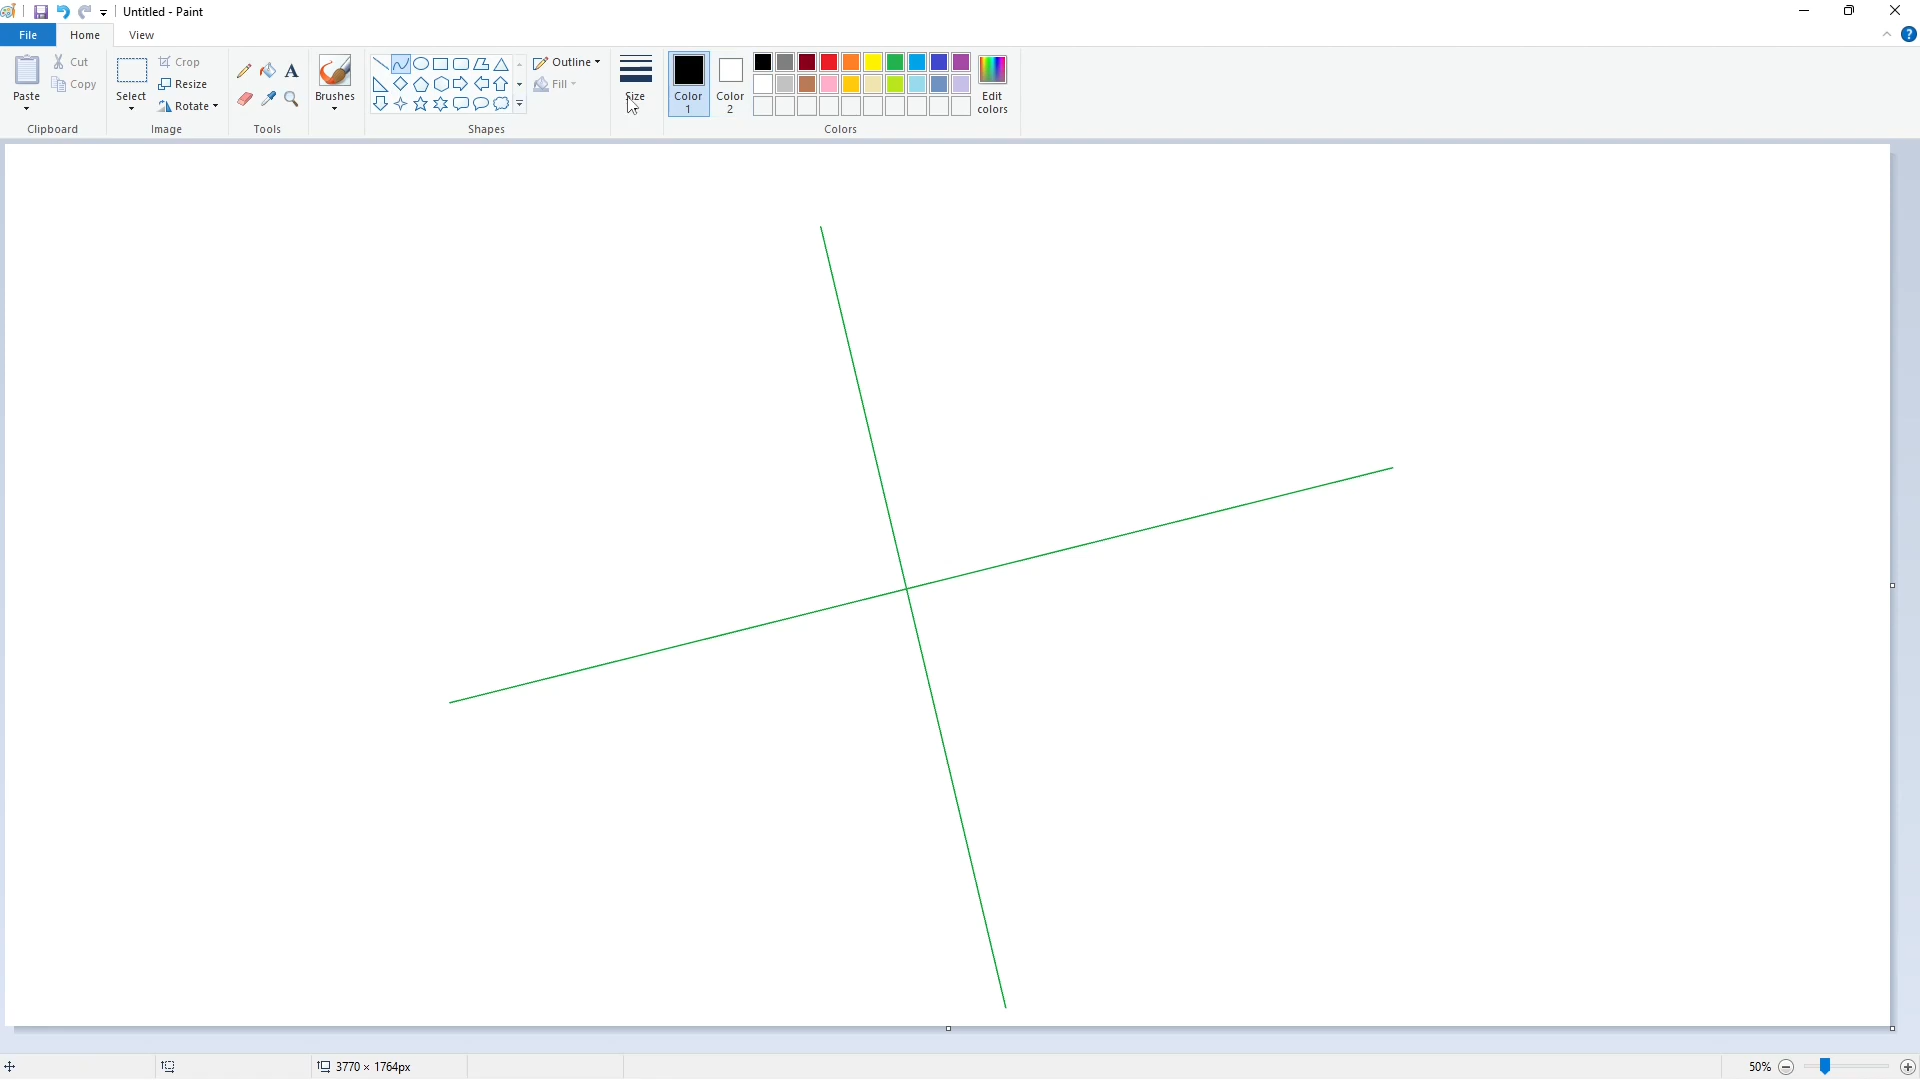 Untitled - Paint
File Home View
Paste
Cut
Copy
Clipboard
Select
Crop
Resize
Rotate
Image
A
Tools
Brushes
Outline
Fill
Shapes
Size
Color 1
Color 2
Edit colors
Colors
?
3770 × 1764px
50%